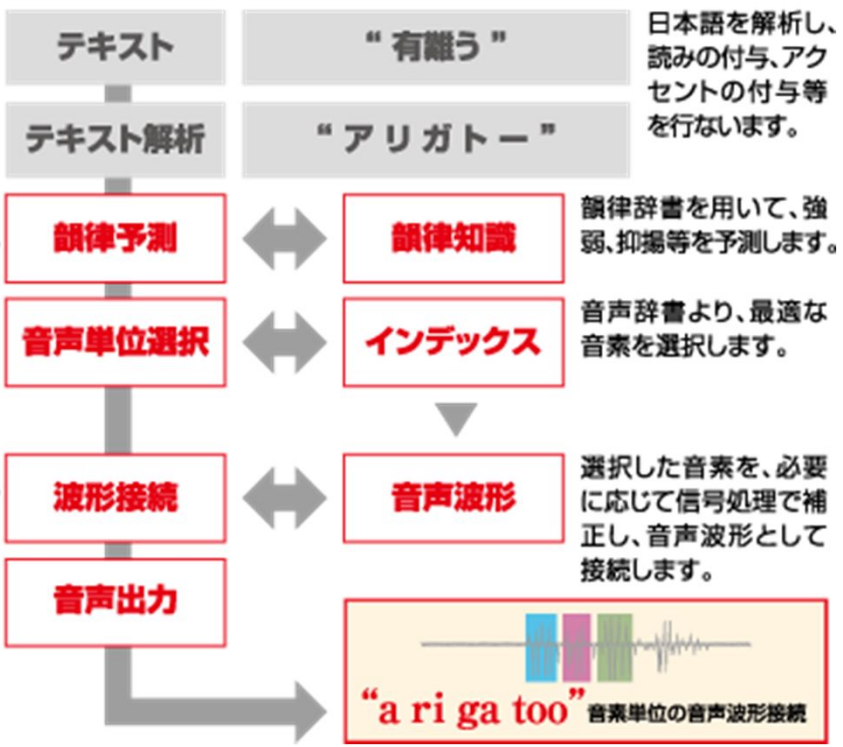 テキスト
“ 有難う ”
日本語を解析し、
読みの付与、アク
セントの付与等
を行ないます。
テキスト解析
“ ア リ ガ ト ー ”
韻律予測
韻律知識
韻律辞書を用いて、強
弱、抑揚等を予測します。
音声単位選択
インデックス
音声辞書より、最適な
音素を選択します。
波形接続
音声波形
選択した音素を、必要
に応じて信号処理で補
正し、音声波形として
接続します。
音声出力
“a ri ga too” 音素単位の音声波形接続